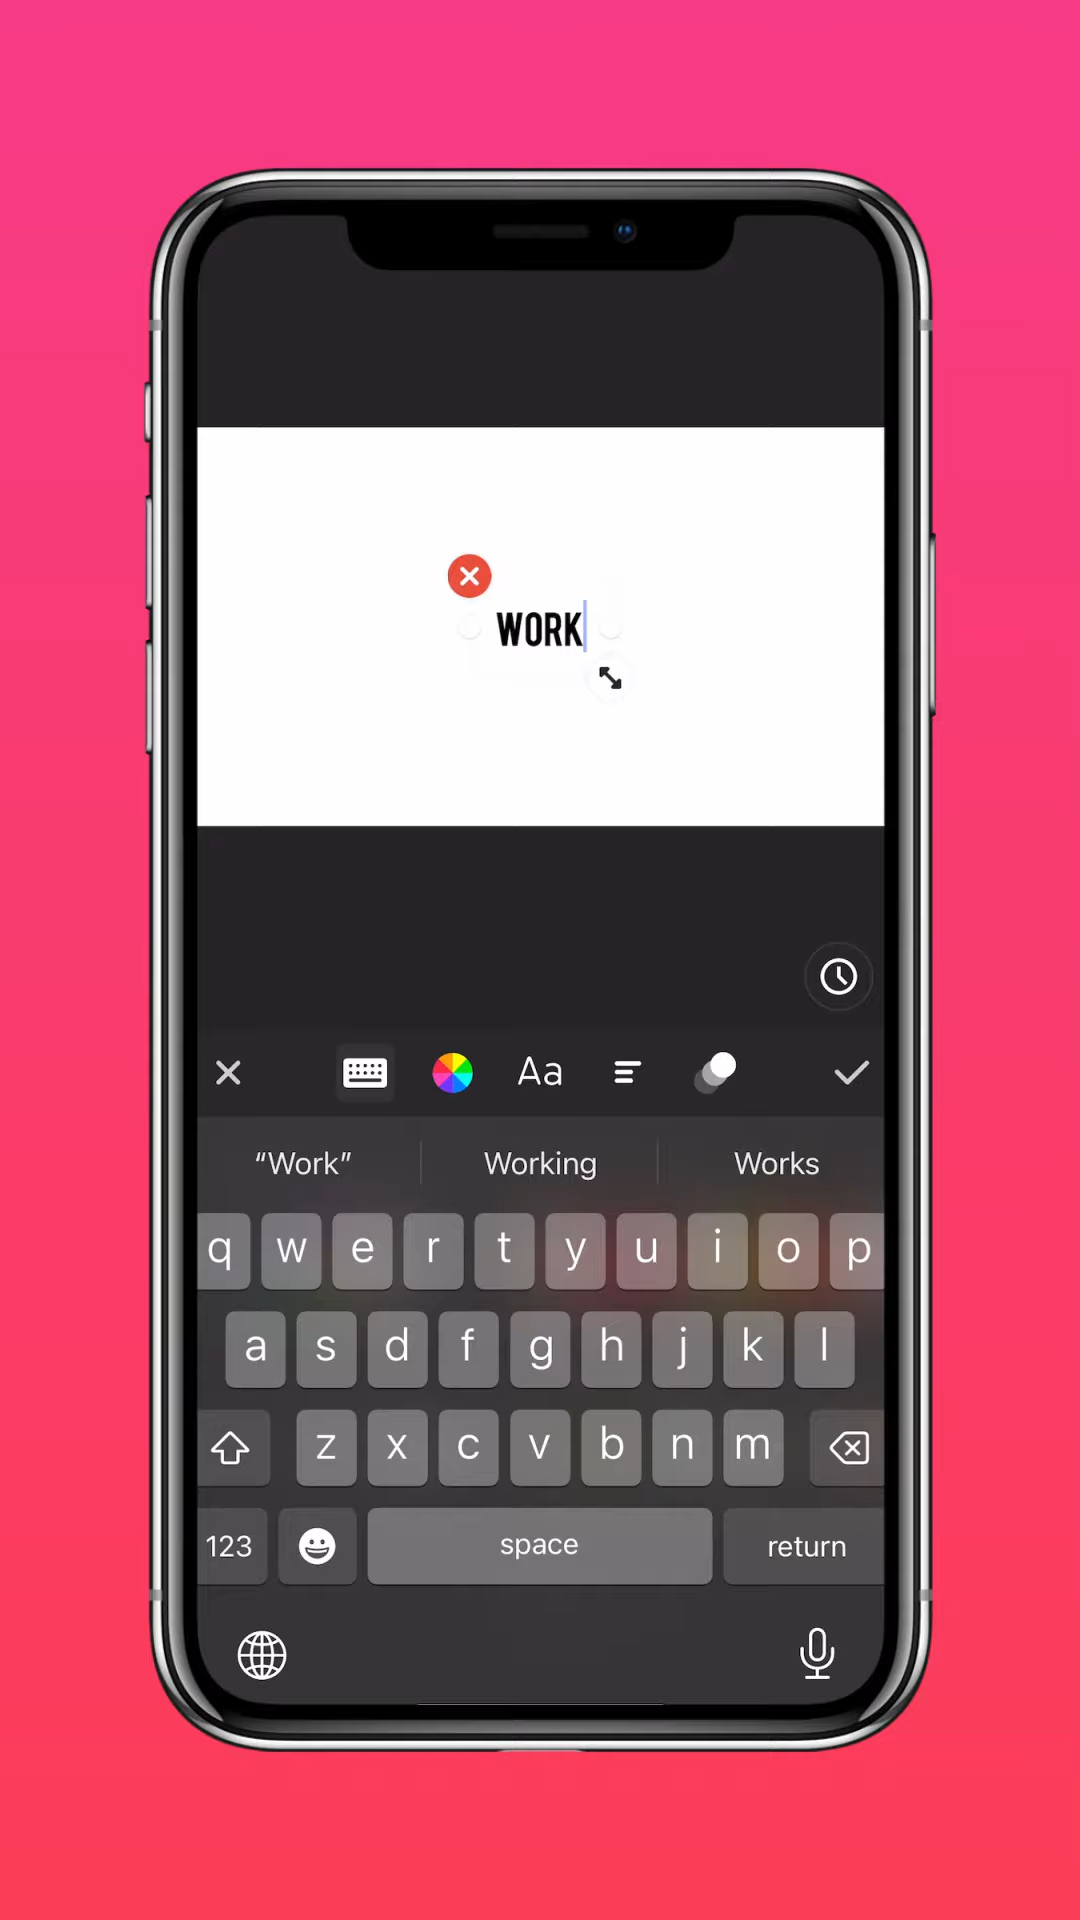 WORK
Aa
“Work” Working Works
q w e r t y u i o p
a s d f g h j k l
z x c v b n m
123 space return